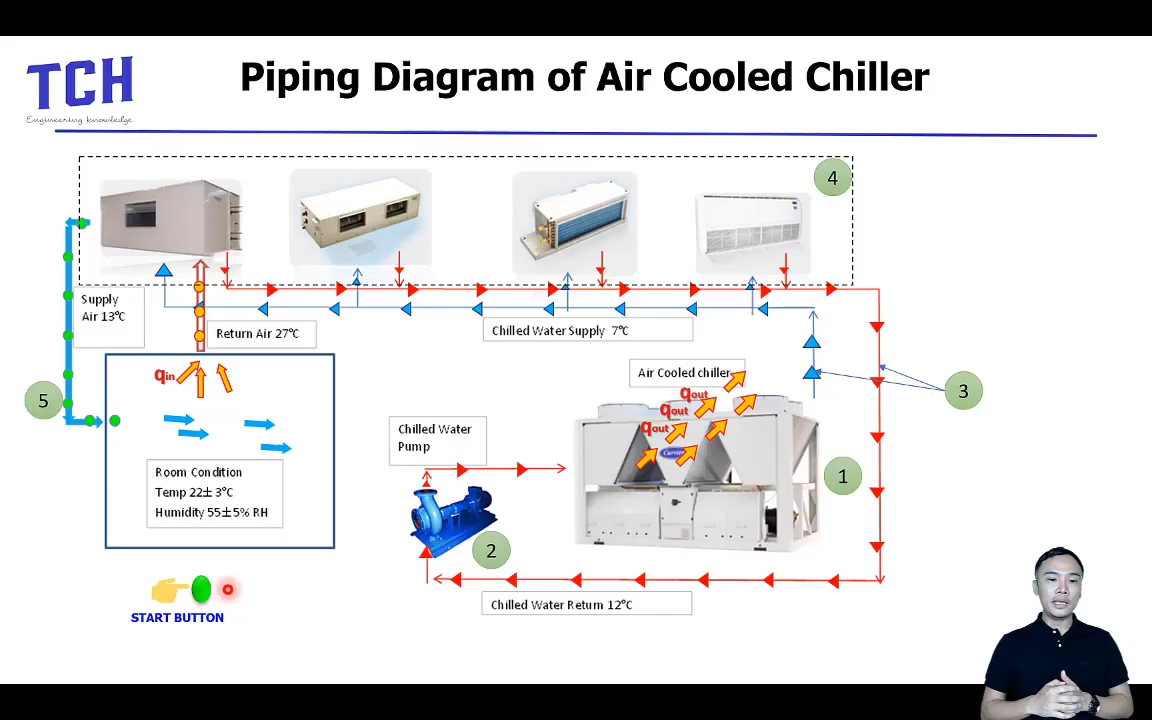 TCH
Engineering knowledge
Piping Diagram of Air Cooled Chiller
4
Supply
Air 13℃
Return Air 27℃
Chilled Water Supply 7℃
qin
Air Cooled chiller
qout
qout
qout
3
5
Chilled Water
Pump
Carrier
1
Room Condition
Temp 22± 3℃
Humidity 55±5% RH
2
Chilled Water Return 12℃
START BUTTON